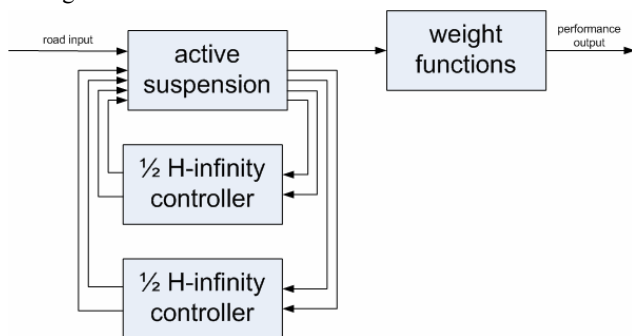 road input
active
suspension
weight
functions
performance
output
½ H-infinity
controller
½ H-infinity
controller